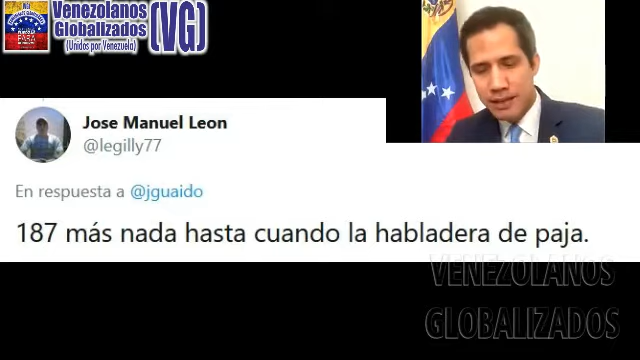 Venezolanos
Globalizados
(Unidos por Venezuela)
(VG)
Jose Manuel Leon
@legilly77
En respuesta a @jguaido
187 más nada hasta cuando la habladera de paja.
VENEZOLANOS
GLOBALIZADOS